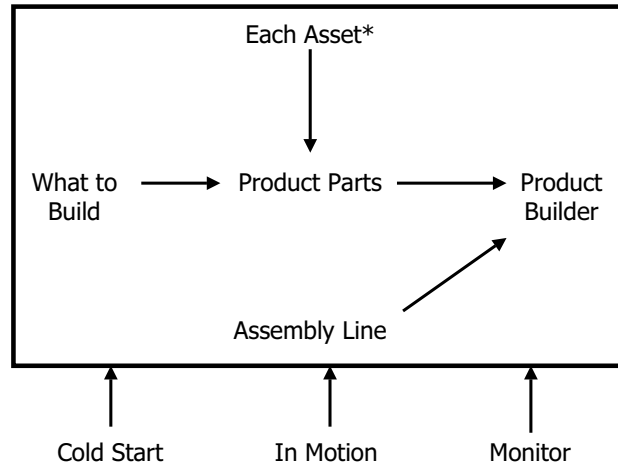 Each Asset*
What to
Build
Product Parts
Product
Builder
Assembly Line
Cold Start
In Motion
Monitor